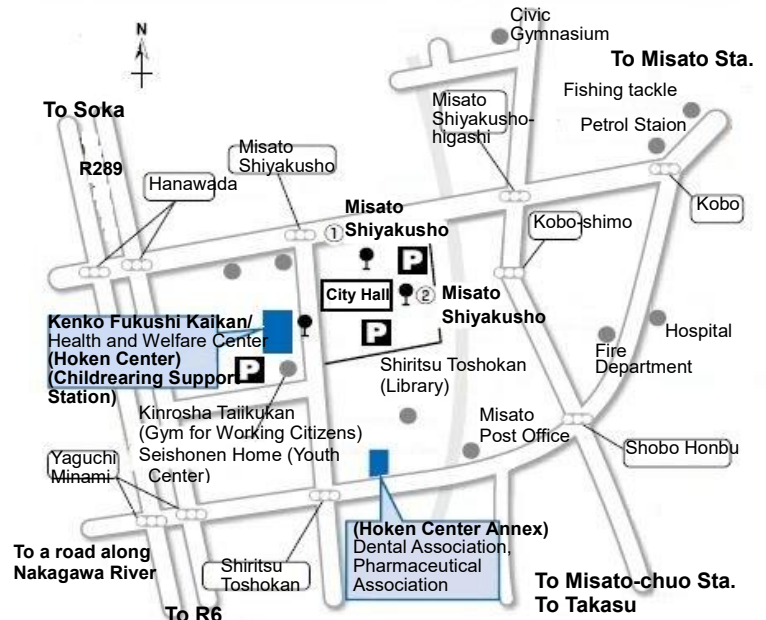 Civic
Gymnasium
N
To Misato Sta.
Fishing tackle
Misato
Shiyakusho-
higashi
To Soka
Petrol Staion
Misato
Shiyakusho
R289
Hanawada
Misato
Shiyakusho
①
Kobo
Kobo-shimo
P
City Hall
②
Misato
Shiyakusho
Kenko Fukushi Kaikan/
Health and Welfare Center
(Hoken Center)
(Childrearing Support
Station)
P
P
Hospital
Fire
Department
Shiritsu Toshokan
(Library)
Kinrosha Taiikukan
(Gym for Working Citizens)
Seishonen Home (Youth
Center)
Misato
Post Office
Shobo Honbu
Yaguchi
Minami
(Hoken Center Annex)
Dental Association,
Pharmaceutical
Association
To a road along
Nakagawa River
Shiritsu
Toshokan
To Misato-chuo Sta.
To Takasu
To R6